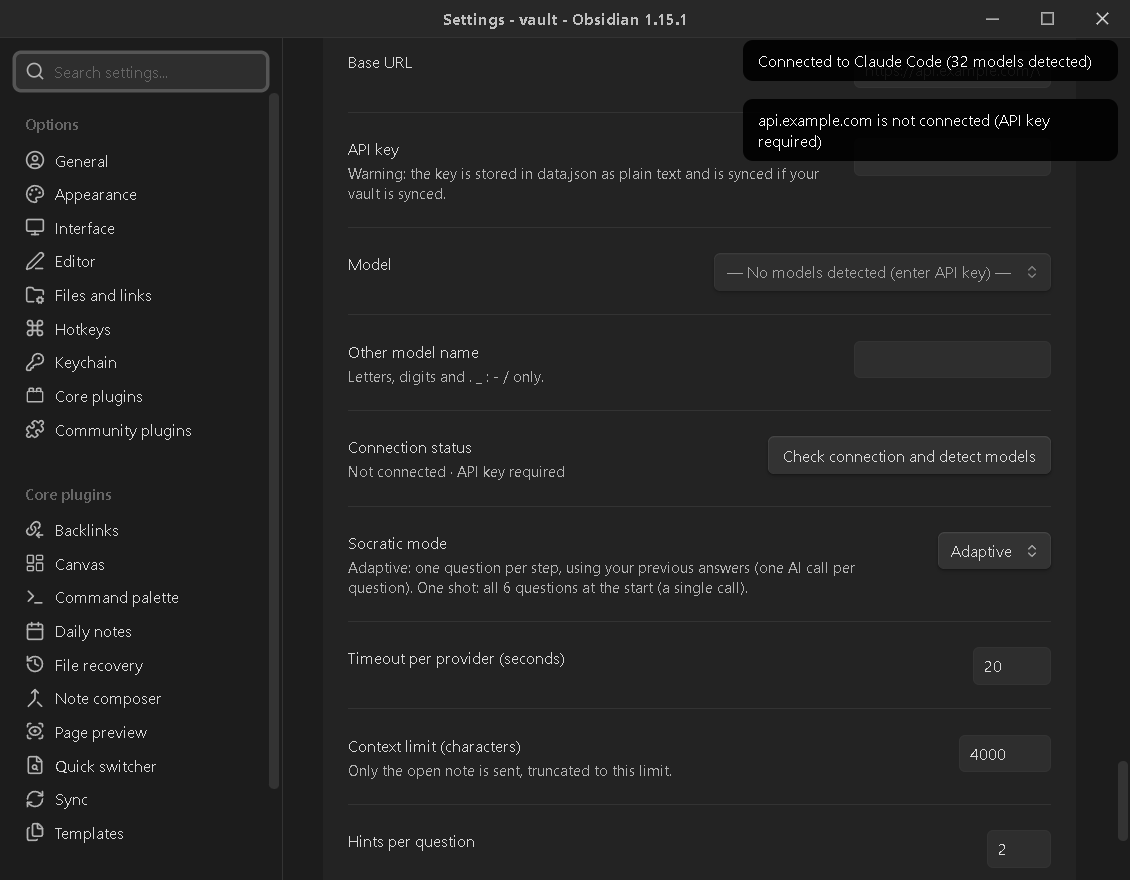 Settings - vault - Obsidian 1.15.1
Search settings...
Options
General
Appearance
Interface
Editor
Files and links
Hotkeys
Keychain
Core plugins
Community plugins
Core plugins
Backlinks
Canvas
Command palette
Daily notes
File recovery
Note composer
Page preview
Quick switcher
Sync
Templates
Base URL
Connected to Claude Code (32 models detected)
api.example.com is not connected (API key
required)
API key
Warning: the key is stored in data.json as plain text and is synced if your
vault is synced.
Model
— No models detected (enter API key) —
Other model name
Letters, digits and . _ : - / only.
Connection status
Not connected · API key required
Check connection and detect models
Socratic mode
Adaptive: one question per step, using your previous answers (one AI call per
question). One shot: all 6 questions at the start (a single call).
Adaptive
Timeout per provider (seconds)
20
Context limit (characters)
Only the open note is sent, truncated to this limit.
4000
Hints per question
2